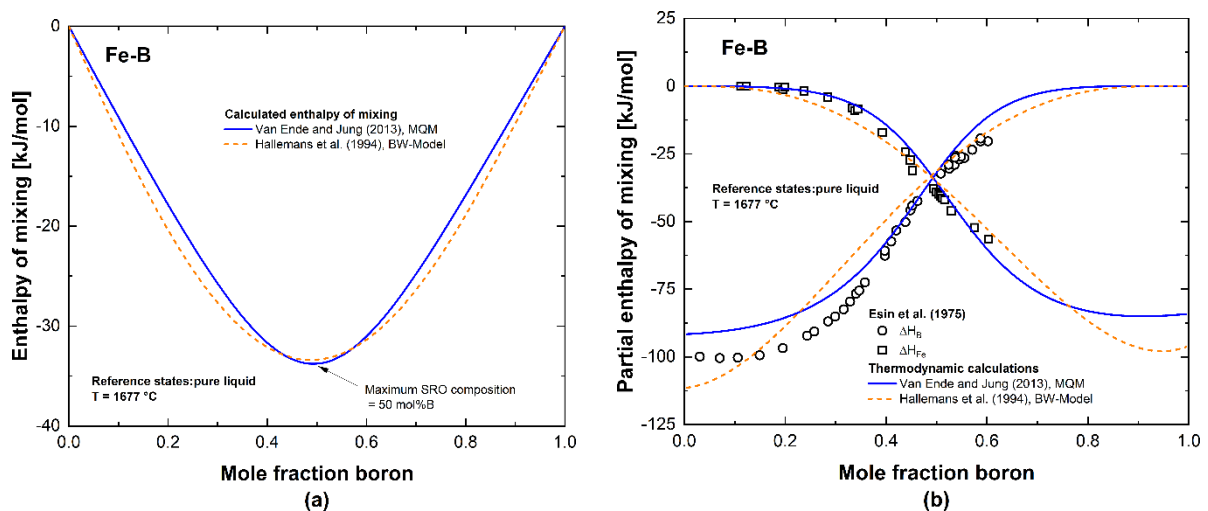 Fe-B
Calculated enthalpy of mixing
Van Ende and Jung (2013), MQM
Hallemans et al. (1994), BW-Model
Reference states:pure liquid
T = 1677 °C
Maximum SRO composition
= 50 mol%B
0
-10
-20
-30
-40
Enthalpy of mixing [kJ/mol]
0.0 0.2 0.4 0.6 0.8 1.0
Mole fraction boron
(a)
Fe-B
Reference states:pure liquid
T = 1677 °C
Esin et al. (1975)
ΔH_B
ΔH_Fe
Thermodynamic calculations
Van Ende and Jung (2013), MQM
Hallemans et al. (1994), BW-Model
25
0
-25
-50
-75
-100
-125
Partial enthalpy of mixing [kJ/mol]
0.0 0.2 0.4 0.6 0.8 1.0
Mole fraction boron
(b)